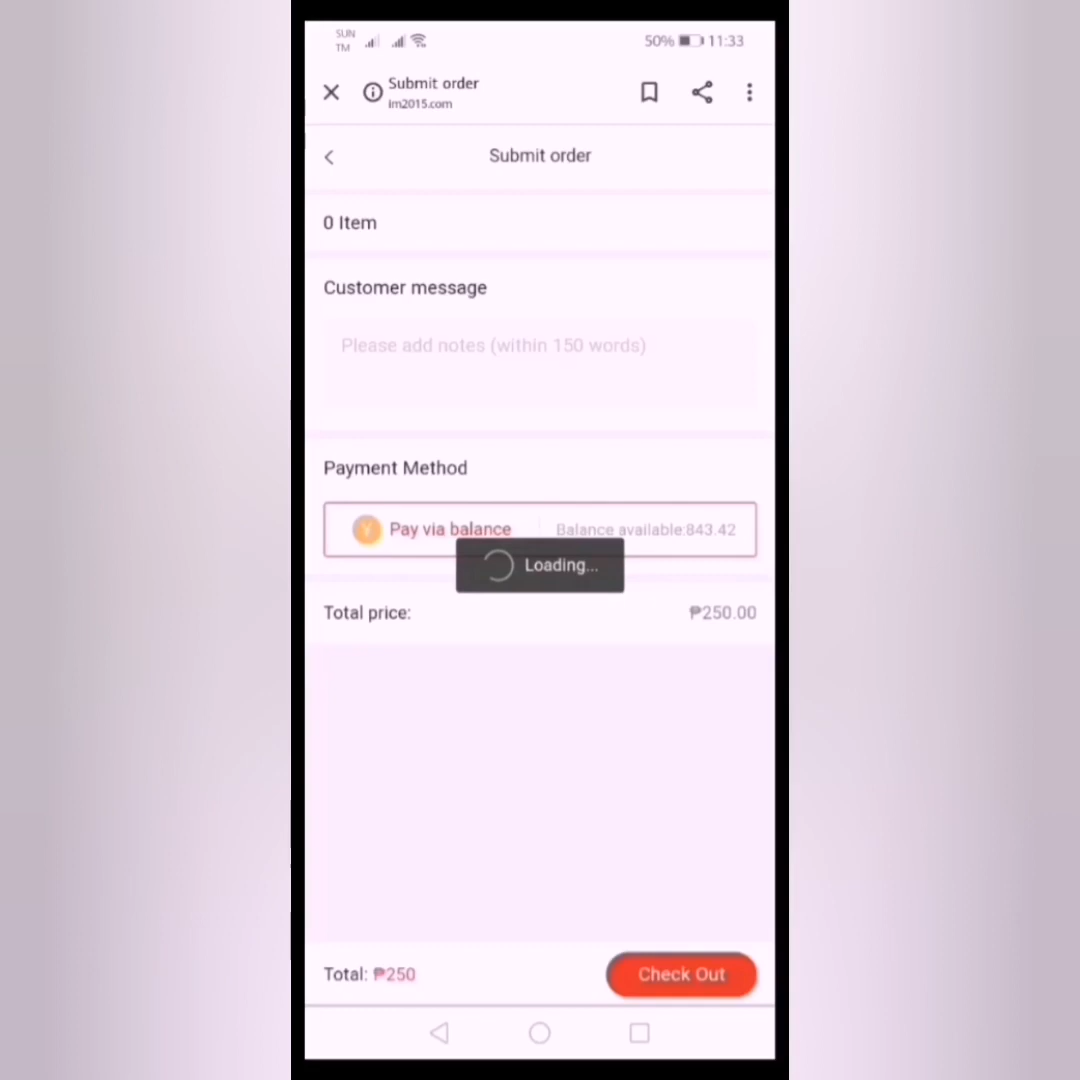 SUN
TM
50% 11:33
Submit order
im2015.com
Submit order
0 Item
Customer message
Please add notes (within 150 words)
Payment Method
¥ Pay via balance Balance available:843.42
Loading...
Total price: ₱250.00
Total: ₱250 Check Out